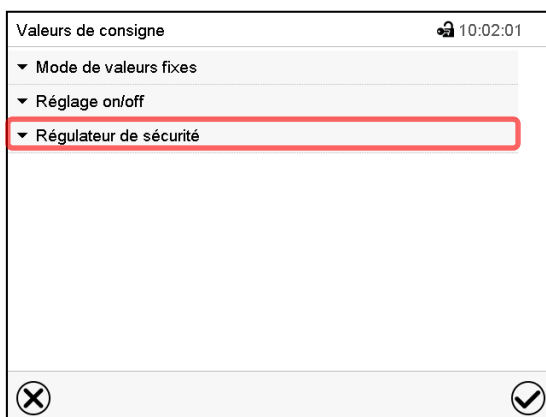 Valeurs de consigne 10:02:01
Mode de valeurs fixes
Réglage on/off
Régulateur de sécurité